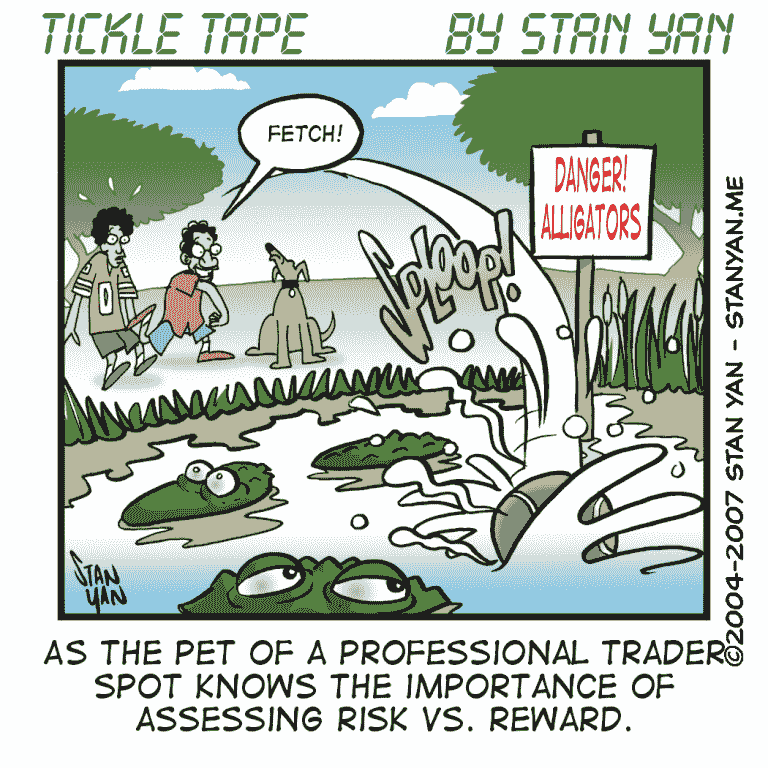 TICKLE TAPE BY STAN YAN
FETCH!
DANGER!
ALLIGATORS
SPLOOP!
0
STAN
YAN
©2004-2007 STAN YAN - STANYAN.ME
AS THE PET OF A PROFESSIONAL TRADER
SPOT KNOWS THE IMPORTANCE OF
ASSESSING RISK VS. REWARD.